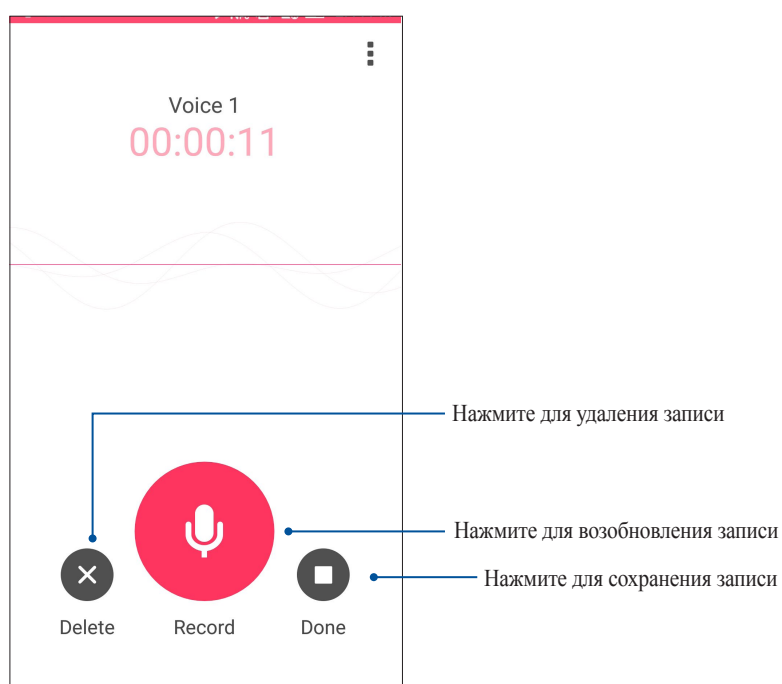 Voice 1
00:00:11
Нажмите для удаления записи
Нажмите для возобновления записи
Нажмите для сохранения записи
Delete Record Done